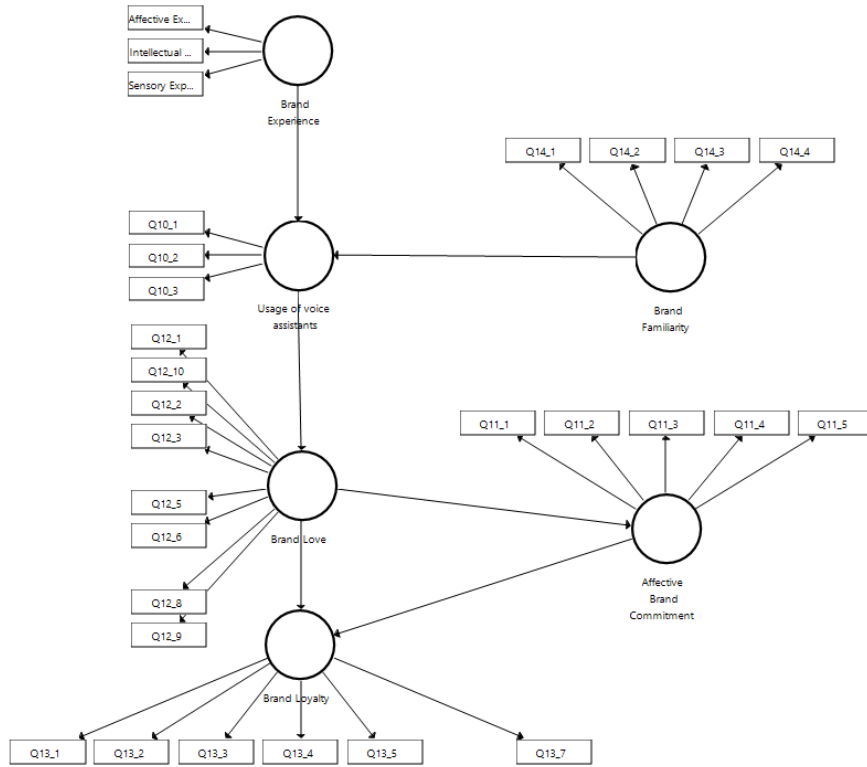 Affective Ex...
Intellectual ...
Sensory Exp...
Brand
Experience
Q14_1
Q14_2
Q14_3
Q14_4
Q10_1
Q10_2
Q10_3
Usage of voice
assistants
Brand
Familiarity
Q12_1
Q12_10
Q12_2
Q12_3
Q12_5
Q12_6
Q12_8
Q12_9
Brand Love
Q11_1
Q11_2
Q11_3
Q11_4
Q11_5
Affective
Brand
Commitment
Brand Loyalty
Q13_1
Q13_2
Q13_3
Q13_4
Q13_5
Q13_7